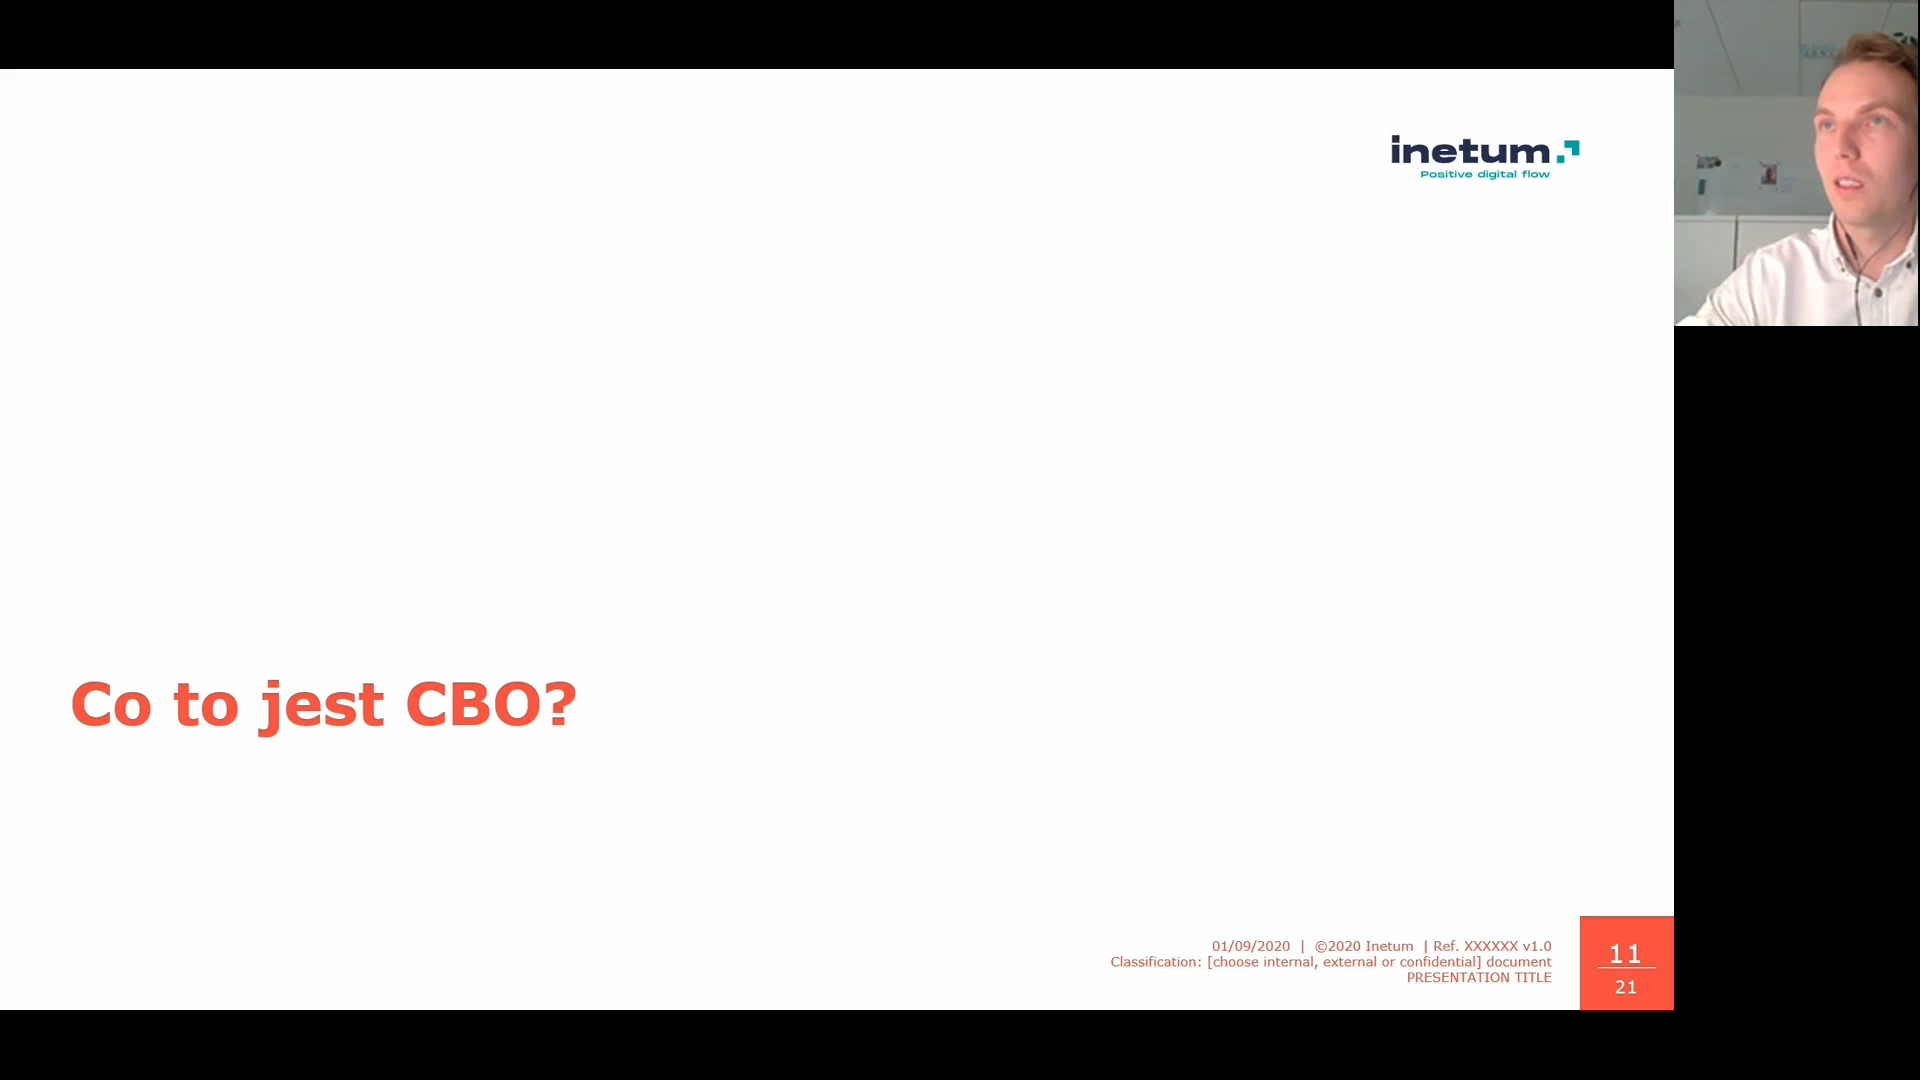 inetum
Positive digital flow
Co to jest CBO?
01/09/2020 | ©2020 Inetum | Ref. XXXXXX v1.0
Classification: [choose internal, external or confidential] document
PRESENTATION TITLE
11
21